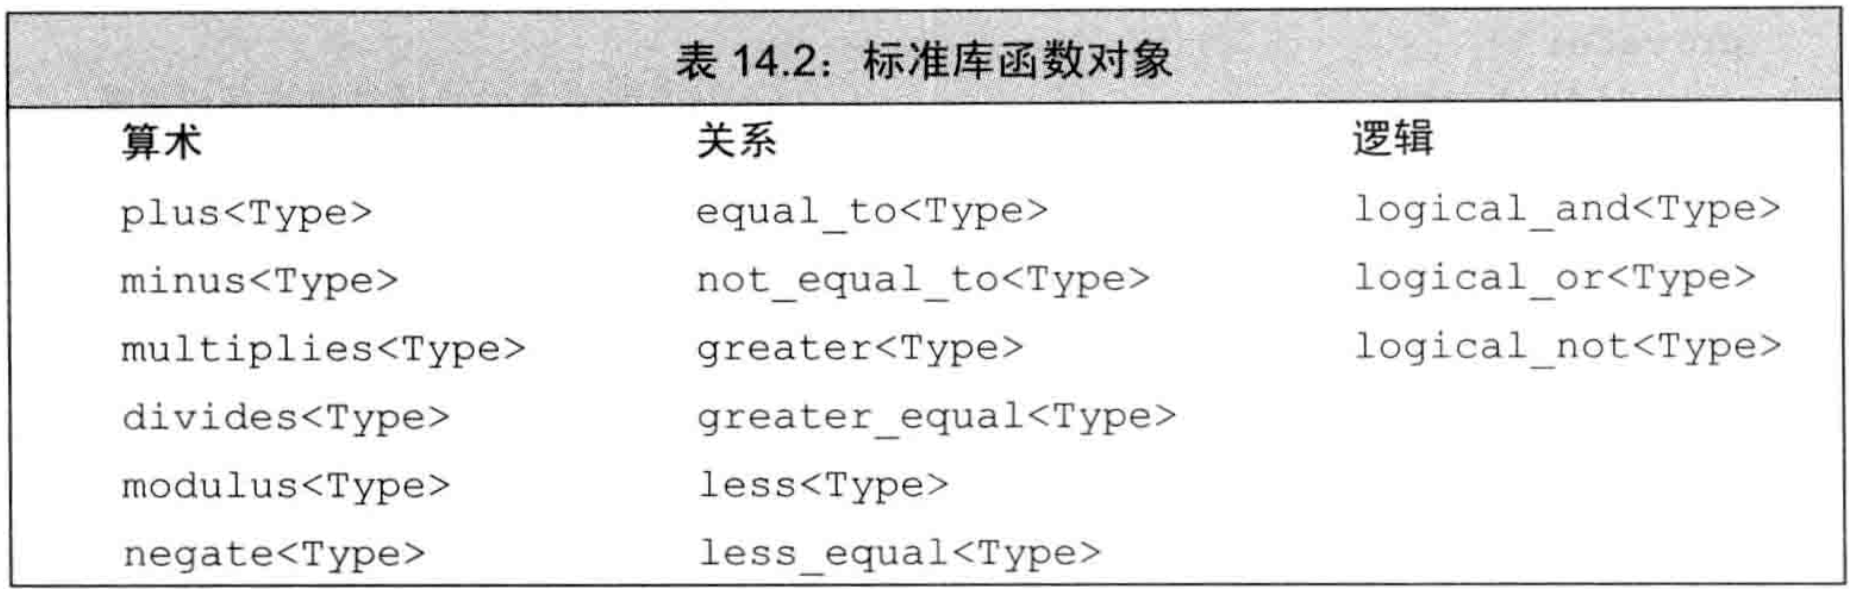 表 14.2：标准库函数对象
算术 关系 逻辑
plus<Type> equal_to<Type> logical_and<Type>
minus<Type> not_equal_to<Type> logical_or<Type>
multiplies<Type> greater<Type> logical_not<Type>
divides<Type> greater_equal<Type>
modulus<Type> less<Type>
negate<Type> less_equal<Type>